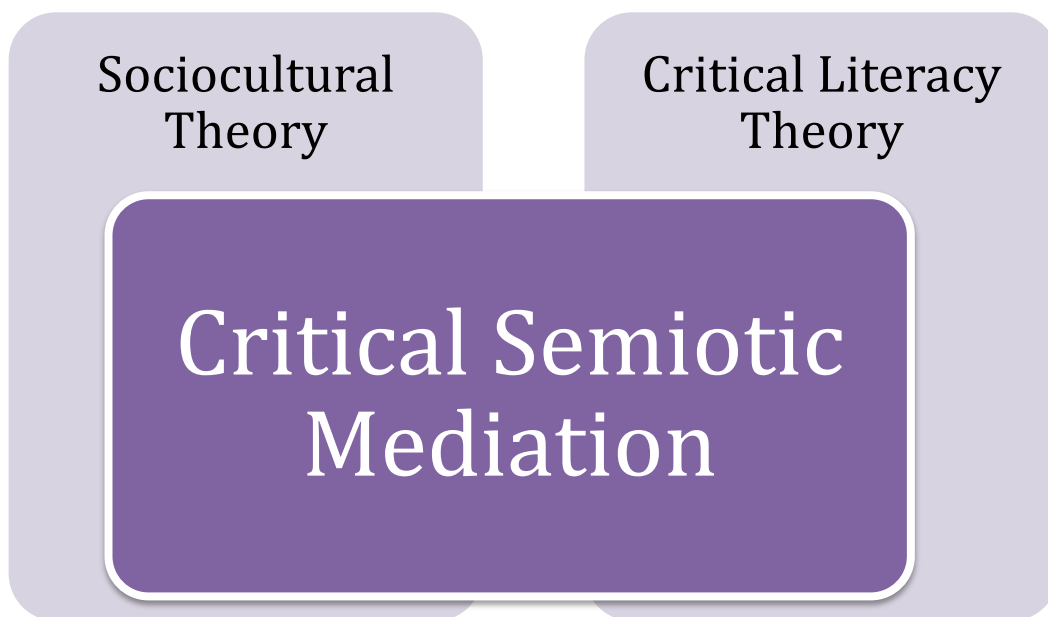 Sociocultural
Theory
Critical Literacy
Theory
Critical Semiotic
Mediation